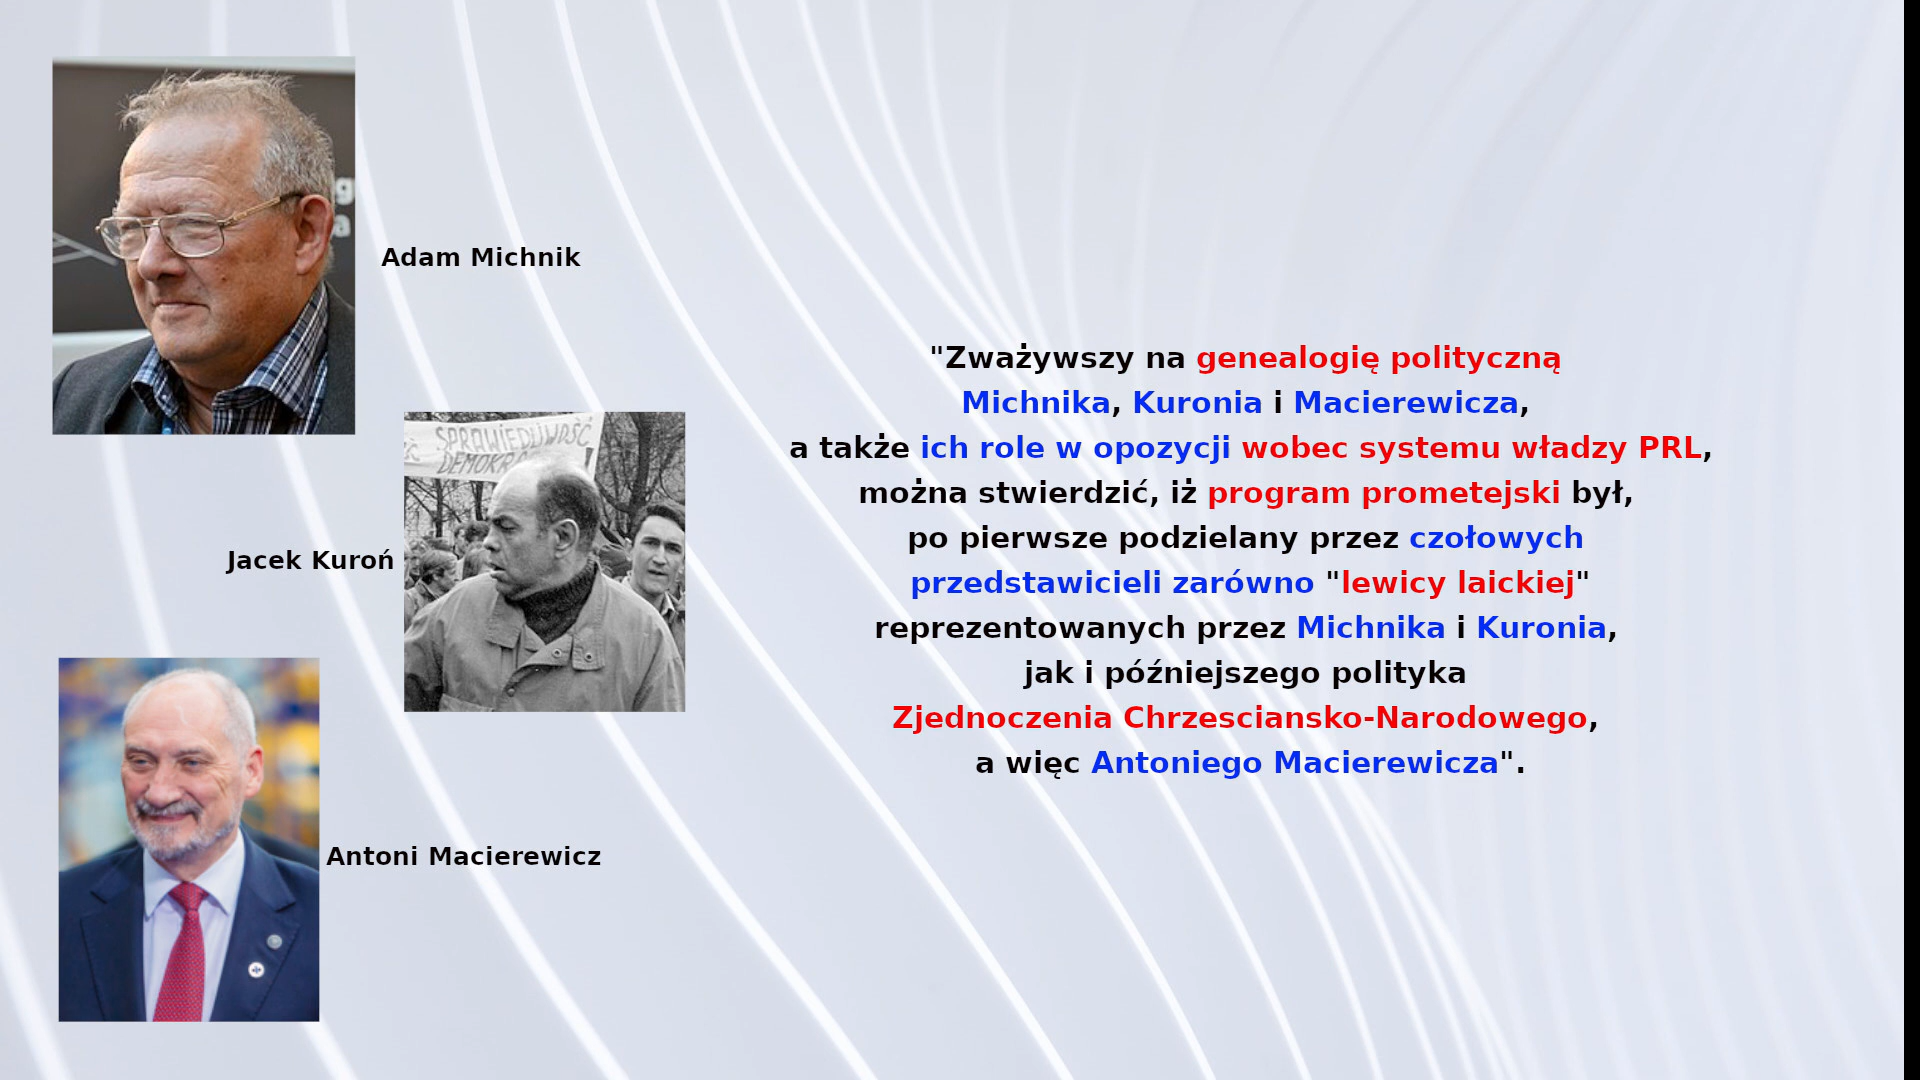 Adam Michnik
SPRAWIEDLIWOŚĆ
Jacek Kuroń
Antoni Macierewicz
"Zważywszy na genealogię polityczną
Michnika, Kuronia i Macierewicza,
a także ich role w opozycji wobec systemu władzy PRL,
można stwierdzić, iż program prometejski był,
po pierwsze podzielany przez czołowych
przedstawicieli zarówno "lewicy laickiej"
reprezentowanych przez Michnika i Kuronia,
jak i późniejszego polityka
Zjednoczenia Chrzesciansko-Narodowego,
a więc Antoniego Macierewicza".